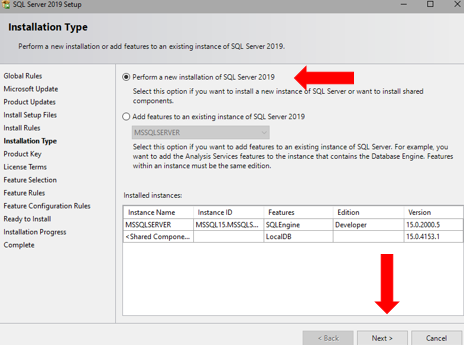 SQL Server 2019 Setup
Installation Type
Perform a new installation or add features to an existing instance of SQL Server 2019.
Global Rules
Microsoft Update
Product Updates
Install Setup Files
Install Rules
Installation Type
Product Key
License Terms
Feature Selection
Feature Rules
Feature Configuration Rules
Ready to Install
Installation Progress
Complete
Perform a new installation of SQL Server 2019
Select this option if you want to install a new instance of SQL Server or want to install shared
components.
Add features to an existing instance of SQL Server 2019
MSSQLSERVER
Select this option if you want to add features to an existing instance of SQL Server. For example, you
want to add the Analysis Services features to the instance that contains the Database Engine. Features
within an instance must be the same edition.
Installed instances:
Instance Name Instance ID Features Edition Version
MSSQLSERVER MSSQL15.MSSQLS... SQLEngine Developer 15.0.2000.5
<Shared Compone... LocalDB 15.0.4153.1
< Back Next > Cancel